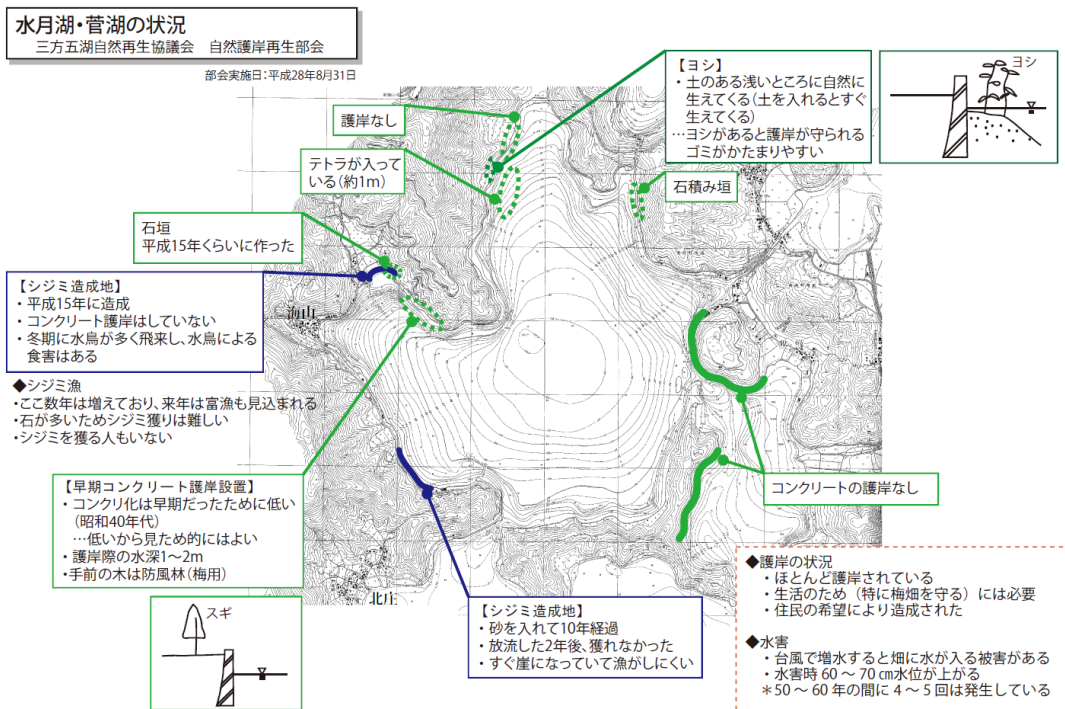 水月湖・菅湖の状況
三方五湖自然再生協議会　自然護岸再生部会
部会実施日：平成28年8月31日
護岸なし
テトラが入って
いる（約1m）
石垣
平成15年くらいに作った
【シジミ造成地】
・平成15年に造成
・コンクリート護岸はしていない
・冬期に水鳥が多く飛来し、水鳥による
食害はある
海山
◆シジミ漁
・ここ数年は増えており、来年は富漁も見込まれる
・石が多いためシジミ獲りは難しい
・シジミを獲る人もいない
【早期コンクリート護岸設置】
・コンクリ化は早期だったために低い
（昭和40年代）
…低いから見ため的にはよい
・護岸際の水深1〜2m
・手前の木は防風林（梅用）
スギ
北庄
【シジミ造成地】
・砂を入れて10年経過
・放流した2年後、獲れなかった
・すぐ崖になっていて漁がしにくい
【ヨシ】
・土のある浅いところに自然に
生えてくる（土を入れるとすぐ
生えてくる）
…ヨシがあると護岸が守られる
ゴミがかたまりやすい
ヨシ
石積み垣
コンクリートの護岸なし
◆護岸の状況
・ほとんど護岸されている
・生活のため（特に梅畑を守る）には必要
・住民の希望により造成された
◆水害
・台風で増水すると畑に水が入る被害がある
・水害時 60 〜 70 ㎝水位が上がる
＊50 〜 60 年の間に 4 〜 5 回は発生している